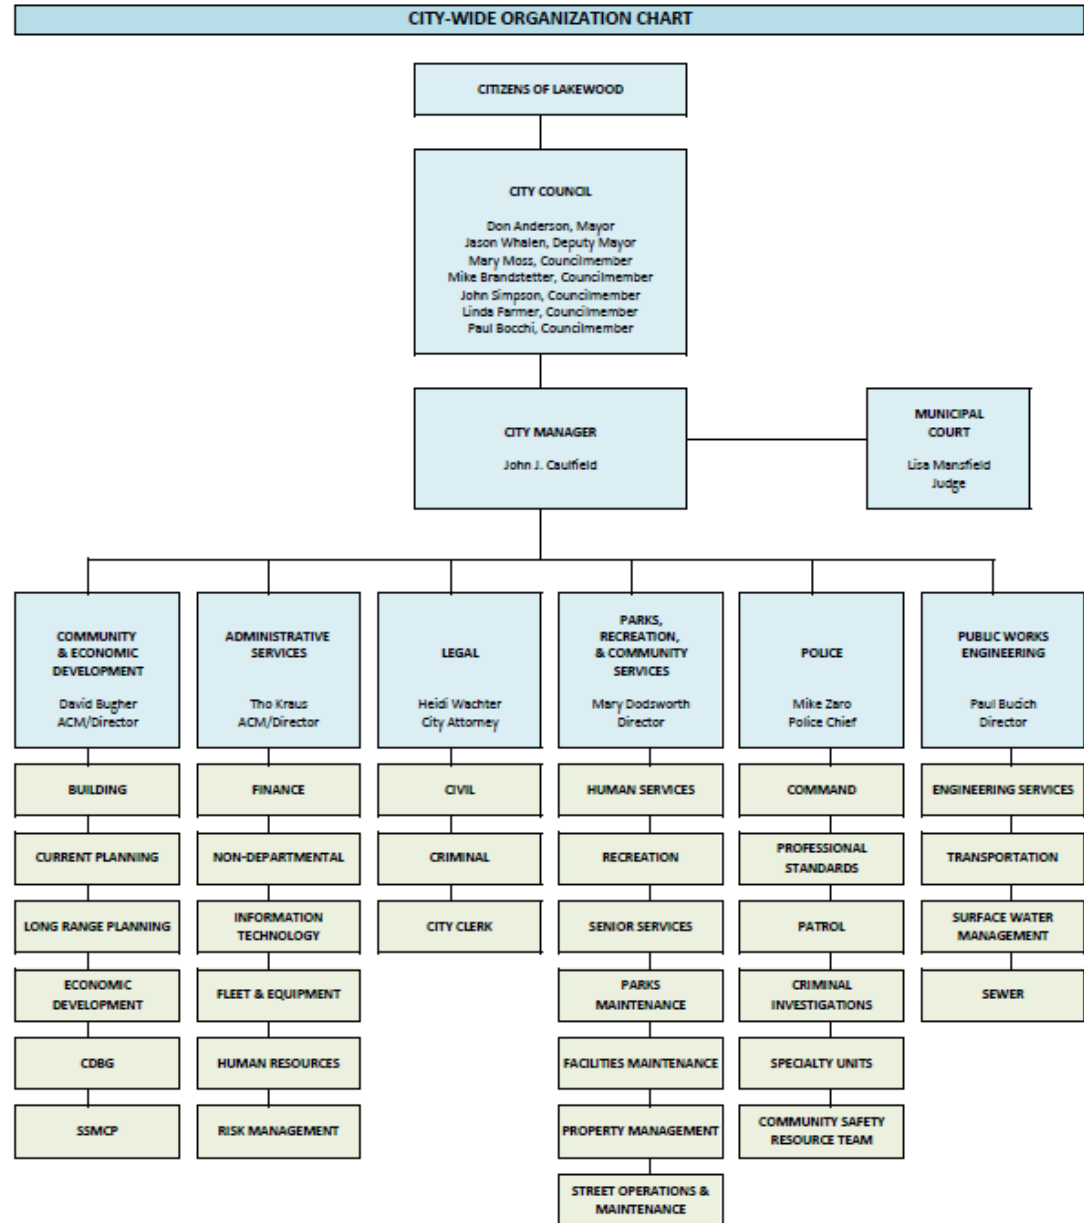 CITY-WIDE ORGANIZATION CHART
CITIZENS OF LAKEWOOD
CITY COUNCIL
Don Anderson, Mayor
Jason Whalen, Deputy Mayor
Mary Moss, Councilmember
Mike Brandstetter, Councilmember
John Simpson, Councilmember
Linda Farmer, Councilmember
Paul Bocchi, Councilmember
CITY MANAGER
John J. Caulfield
MUNICIPAL
COURT
Lisa Mansfield
Judge
COMMUNITY
& ECONOMIC
DEVELOPMENT
David Bugher
ACM/Director
BUILDING
CURRENT PLANNING
LONG RANGE PLANNING
ECONOMIC
DEVELOPMENT
CDBG
SSMCP
ADMINISTRATIVE
SERVICES
Tho Kraus
ACM/Director
FINANCE
NON-DEPARTMENTAL
INFORMATION
TECHNOLOGY
FLEET & EQUIPMENT
HUMAN RESOURCES
RISK MANAGEMENT
LEGAL
Heidi Wachter
City Attorney
CIVIL
CRIMINAL
CITY CLERK
PARKS,
RECREATION,
& COMMUNITY
SERVICES
Mary Dodsworth
Director
HUMAN SERVICES
RECREATION
SENIOR SERVICES
PARKS
MAINTENANCE
FACILITIES MAINTENANCE
PROPERTY MANAGEMENT
STREET OPERATIONS &
MAINTENANCE
POLICE
Mike Zaro
Police Chief
COMMAND
PROFESSIONAL
STANDARDS
PATROL
CRIMINAL
INVESTIGATIONS
SPECIALTY UNITS
COMMUNITY SAFETY
RESOURCE TEAM
PUBLIC WORKS
ENGINEERING
Paul Bucich
Director
ENGINEERING SERVICES
TRANSPORTATION
SURFACE WATER
MANAGEMENT
SEWER